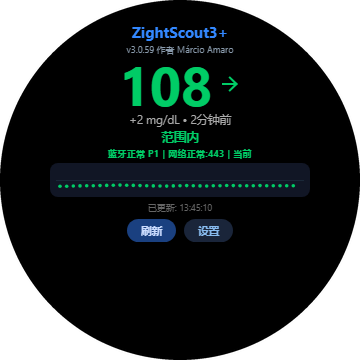 ZightScout3+
v3.0.59 作者 Márcio Amaro
108 →
+2 mg/dL • 2分钟前
范围内
蓝牙正常 P1 | 网络正常:443 | 当前
已更新: 13:45:10
刷新 设置